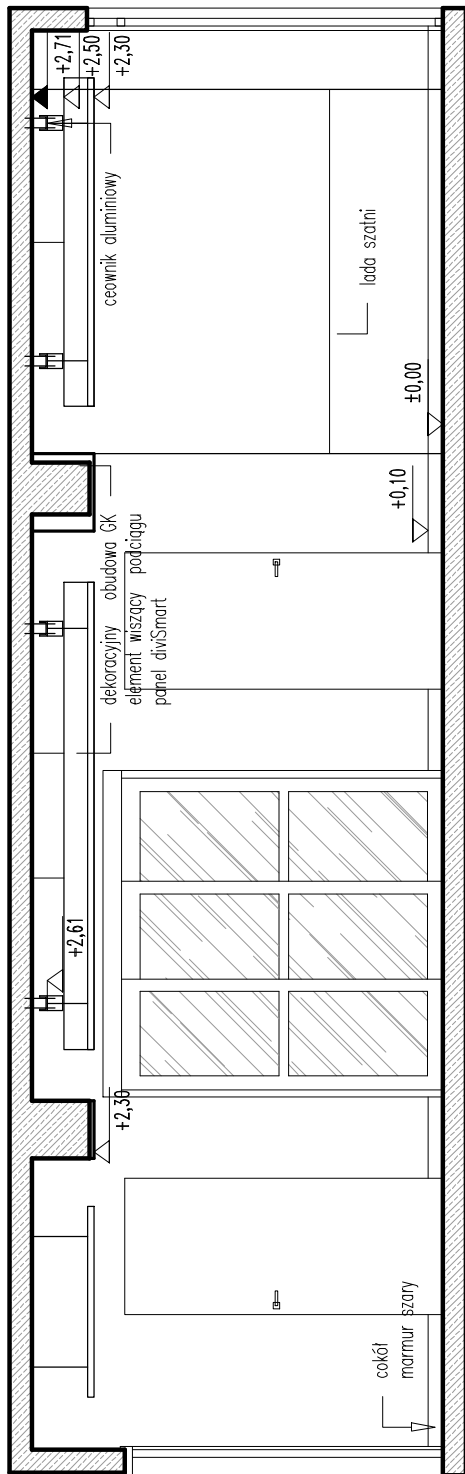 +2,71
+2,50
+2,30
ceownik aluminiowy
lada szatni
±0,00
+0,10
obudowa GK
podciągu
dekoracyjny
element wiszący
panel diviSmart
+2,61
+2,30
cokół
marmur szary